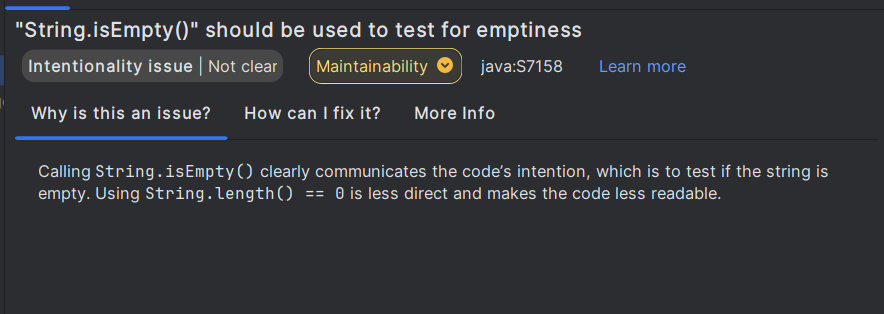 "String.isEmpty()" should be used to test for emptiness
Intentionality issue | Not clear Maintainability java:S7158 Learn more
Why is this an issue? How can I fix it? More Info
Calling String.isEmpty() clearly communicates the code’s intention, which is to test if the string is
empty. Using String.length() == 0 is less direct and makes the code less readable.